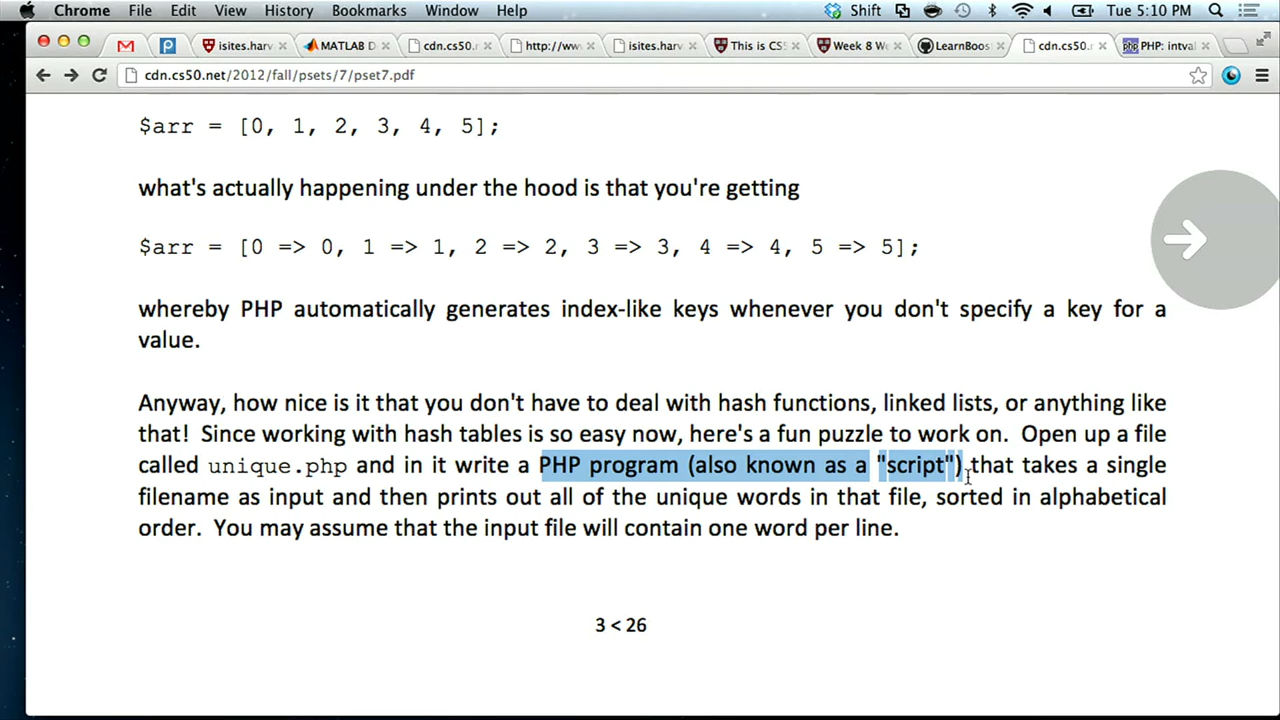 Chrome File Edit View History Bookmarks Window Help Shift Tue 5:10 PM
isites.harv MATLAB D cdn.cs50.n http://ww isites.harv This is CS5 Week 8 We LearnBoos cdn.cs50. php PHP: intval
cdn.cs50.net/2012/fall/psets/7/pset7.pdf
$arr = [0, 1, 2, 3, 4, 5];
what's actually happening under the hood is that you're getting
$arr = [0 => 0, 1 => 1, 2 => 2, 3 => 3, 4 => 4, 5 => 5];
whereby PHP automatically generates index-like keys whenever you don't specify a key for a
value.
Anyway, how nice is it that you don't have to deal with hash functions, linked lists, or anything like
that! Since working with hash tables is so easy now, here's a fun puzzle to work on. Open up a file
called unique.php and in it write a PHP program (also known as a "script") that takes a single
filename as input and then prints out all of the unique words in that file, sorted in alphabetical
order. You may assume that the input file will contain one word per line.
3 < 26